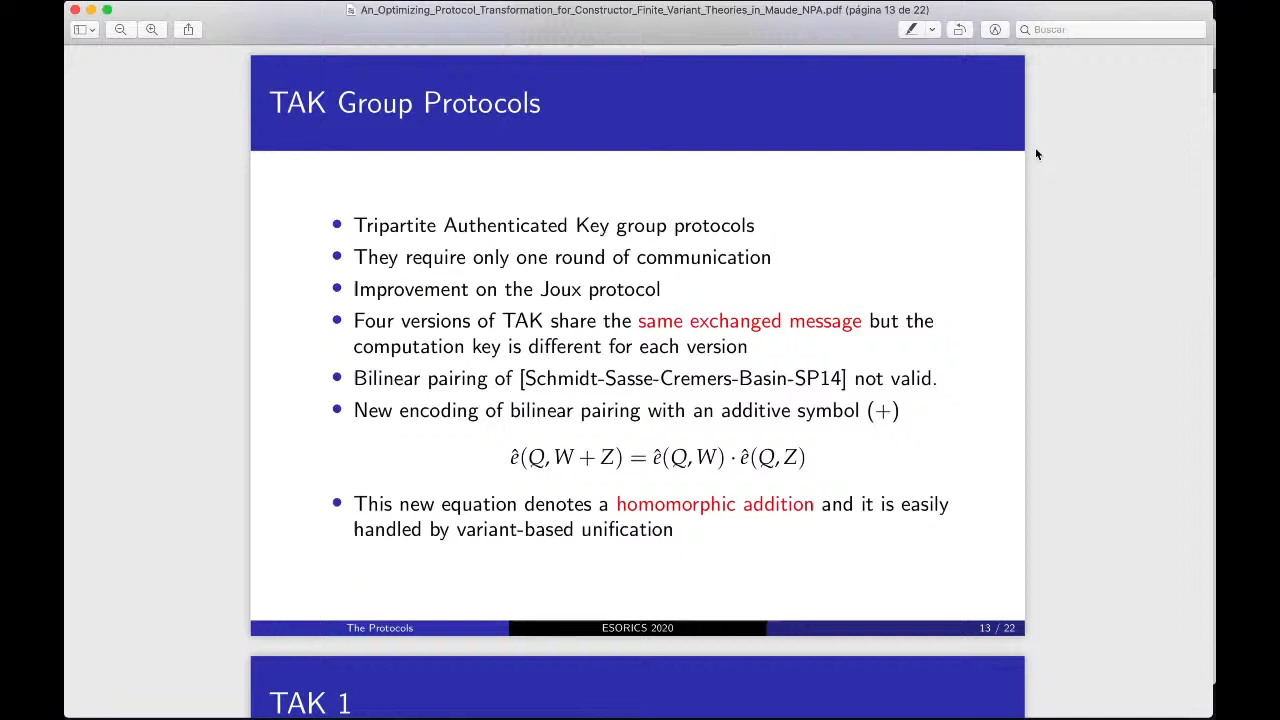 An_Optimizing_Protocol_Transformation_for_Constructor_Finite_Variant_Theories_in_Maude_NPA.pdf (página 13 de 22)
Buscar
TAK Group Protocols
• Tripartite Authenticated Key group protocols
• They require only one round of communication
• Improvement on the Joux protocol
• Four versions of TAK share the same exchanged message but the
computation key is different for each version
• Bilinear pairing of [Schmidt-Sasse-Cremers-Basin-SP14] not valid.
• New encoding of bilinear pairing with an additive symbol (+)
ê(Q, W + Z) = ê(Q, W) · ê(Q, Z)
• This new equation denotes a homomorphic addition and it is easily
handled by variant-based unification
The Protocols ESORICS 2020 13 / 22
TAK 1